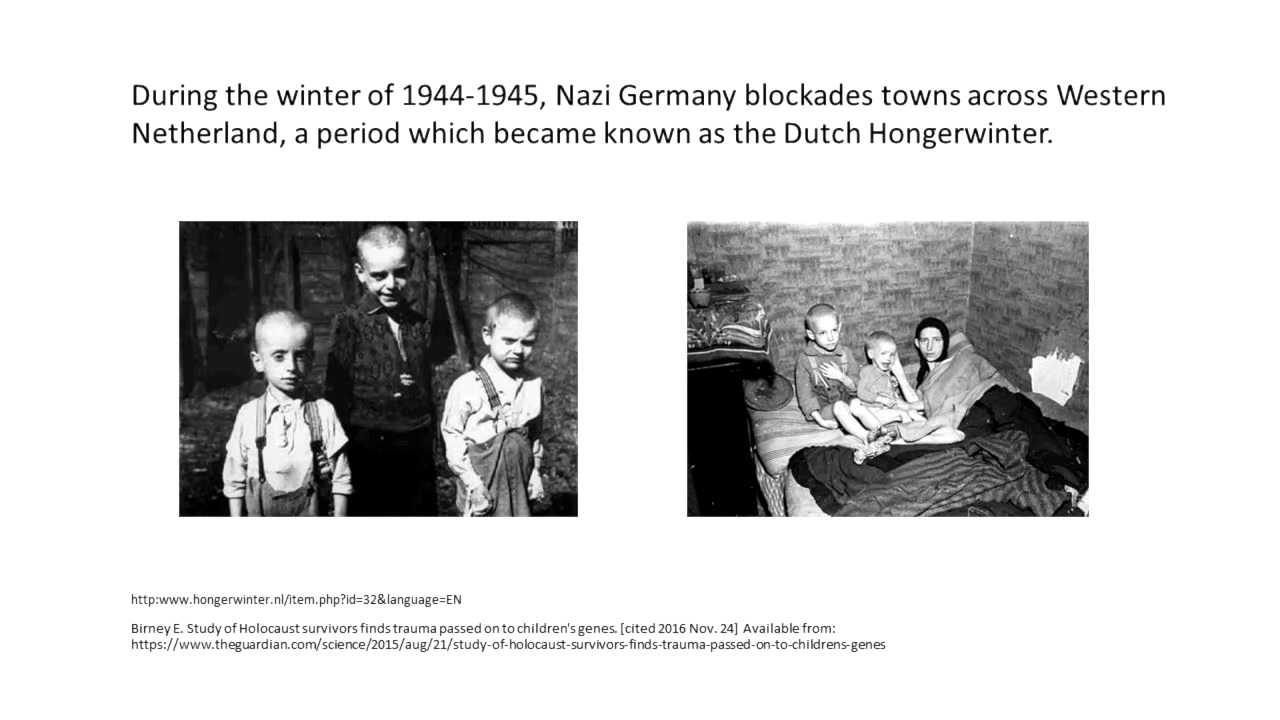 During the winter of 1944-1945, Nazi Germany blockades towns across Western
Netherland, a period which became known as the Dutch Hongerwinter.
http:www.hongerwinter.nl/item.php?id=32&language=EN
Birney E. Study of Holocaust survivors finds trauma passed on to children's genes. [cited 2016 Nov. 24] Available from:
https://www.theguardian.com/science/2015/aug/21/study-of-holocaust-survivors-finds-trauma-passed-on-to-childrens-genes